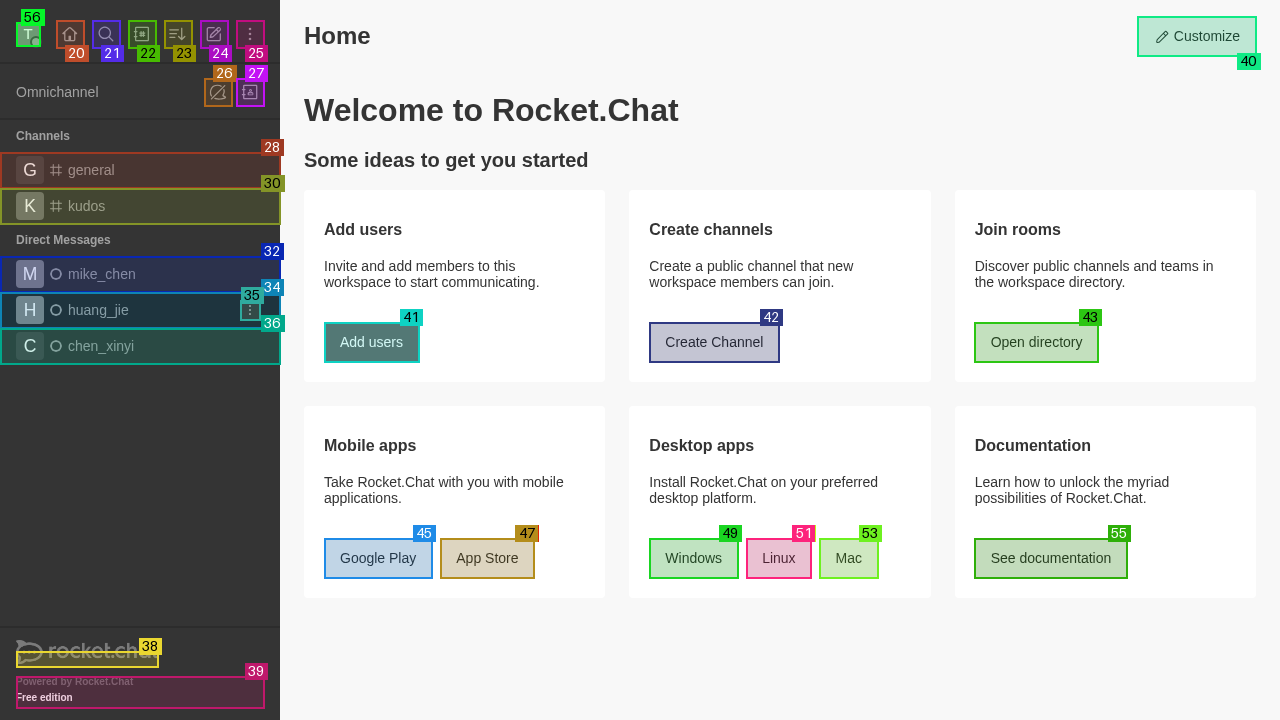 56
T
20
21
22
23
24
25
Home
Customize
40
Omnichannel
26
27
Welcome to Rocket.Chat
Channels
28
G general
Some ideas to get you started
30
K kudos
Direct Messages
32
M mike_chen
34
35
H huang_jie
36
C chen_xinyi
Add users
Invite and add members to this
workspace to start communicating.
41
Add users
Create channels
Create a public channel that new
workspace members can join.
42
Create Channel
Join rooms
Discover public channels and teams in
the workspace directory.
43
Open directory
Mobile apps
Take Rocket.Chat with you with mobile
applications.
45
47
Google Play
App Store
Desktop apps
Install Rocket.Chat on your preferred
desktop platform.
49
51
53
Windows
Linux
Mac
Documentation
Learn how to unlock the myriad
possibilities of Rocket.Chat.
55
See documentation
38
rocket.chat
39
Powered by Rocket.Chat
Free edition